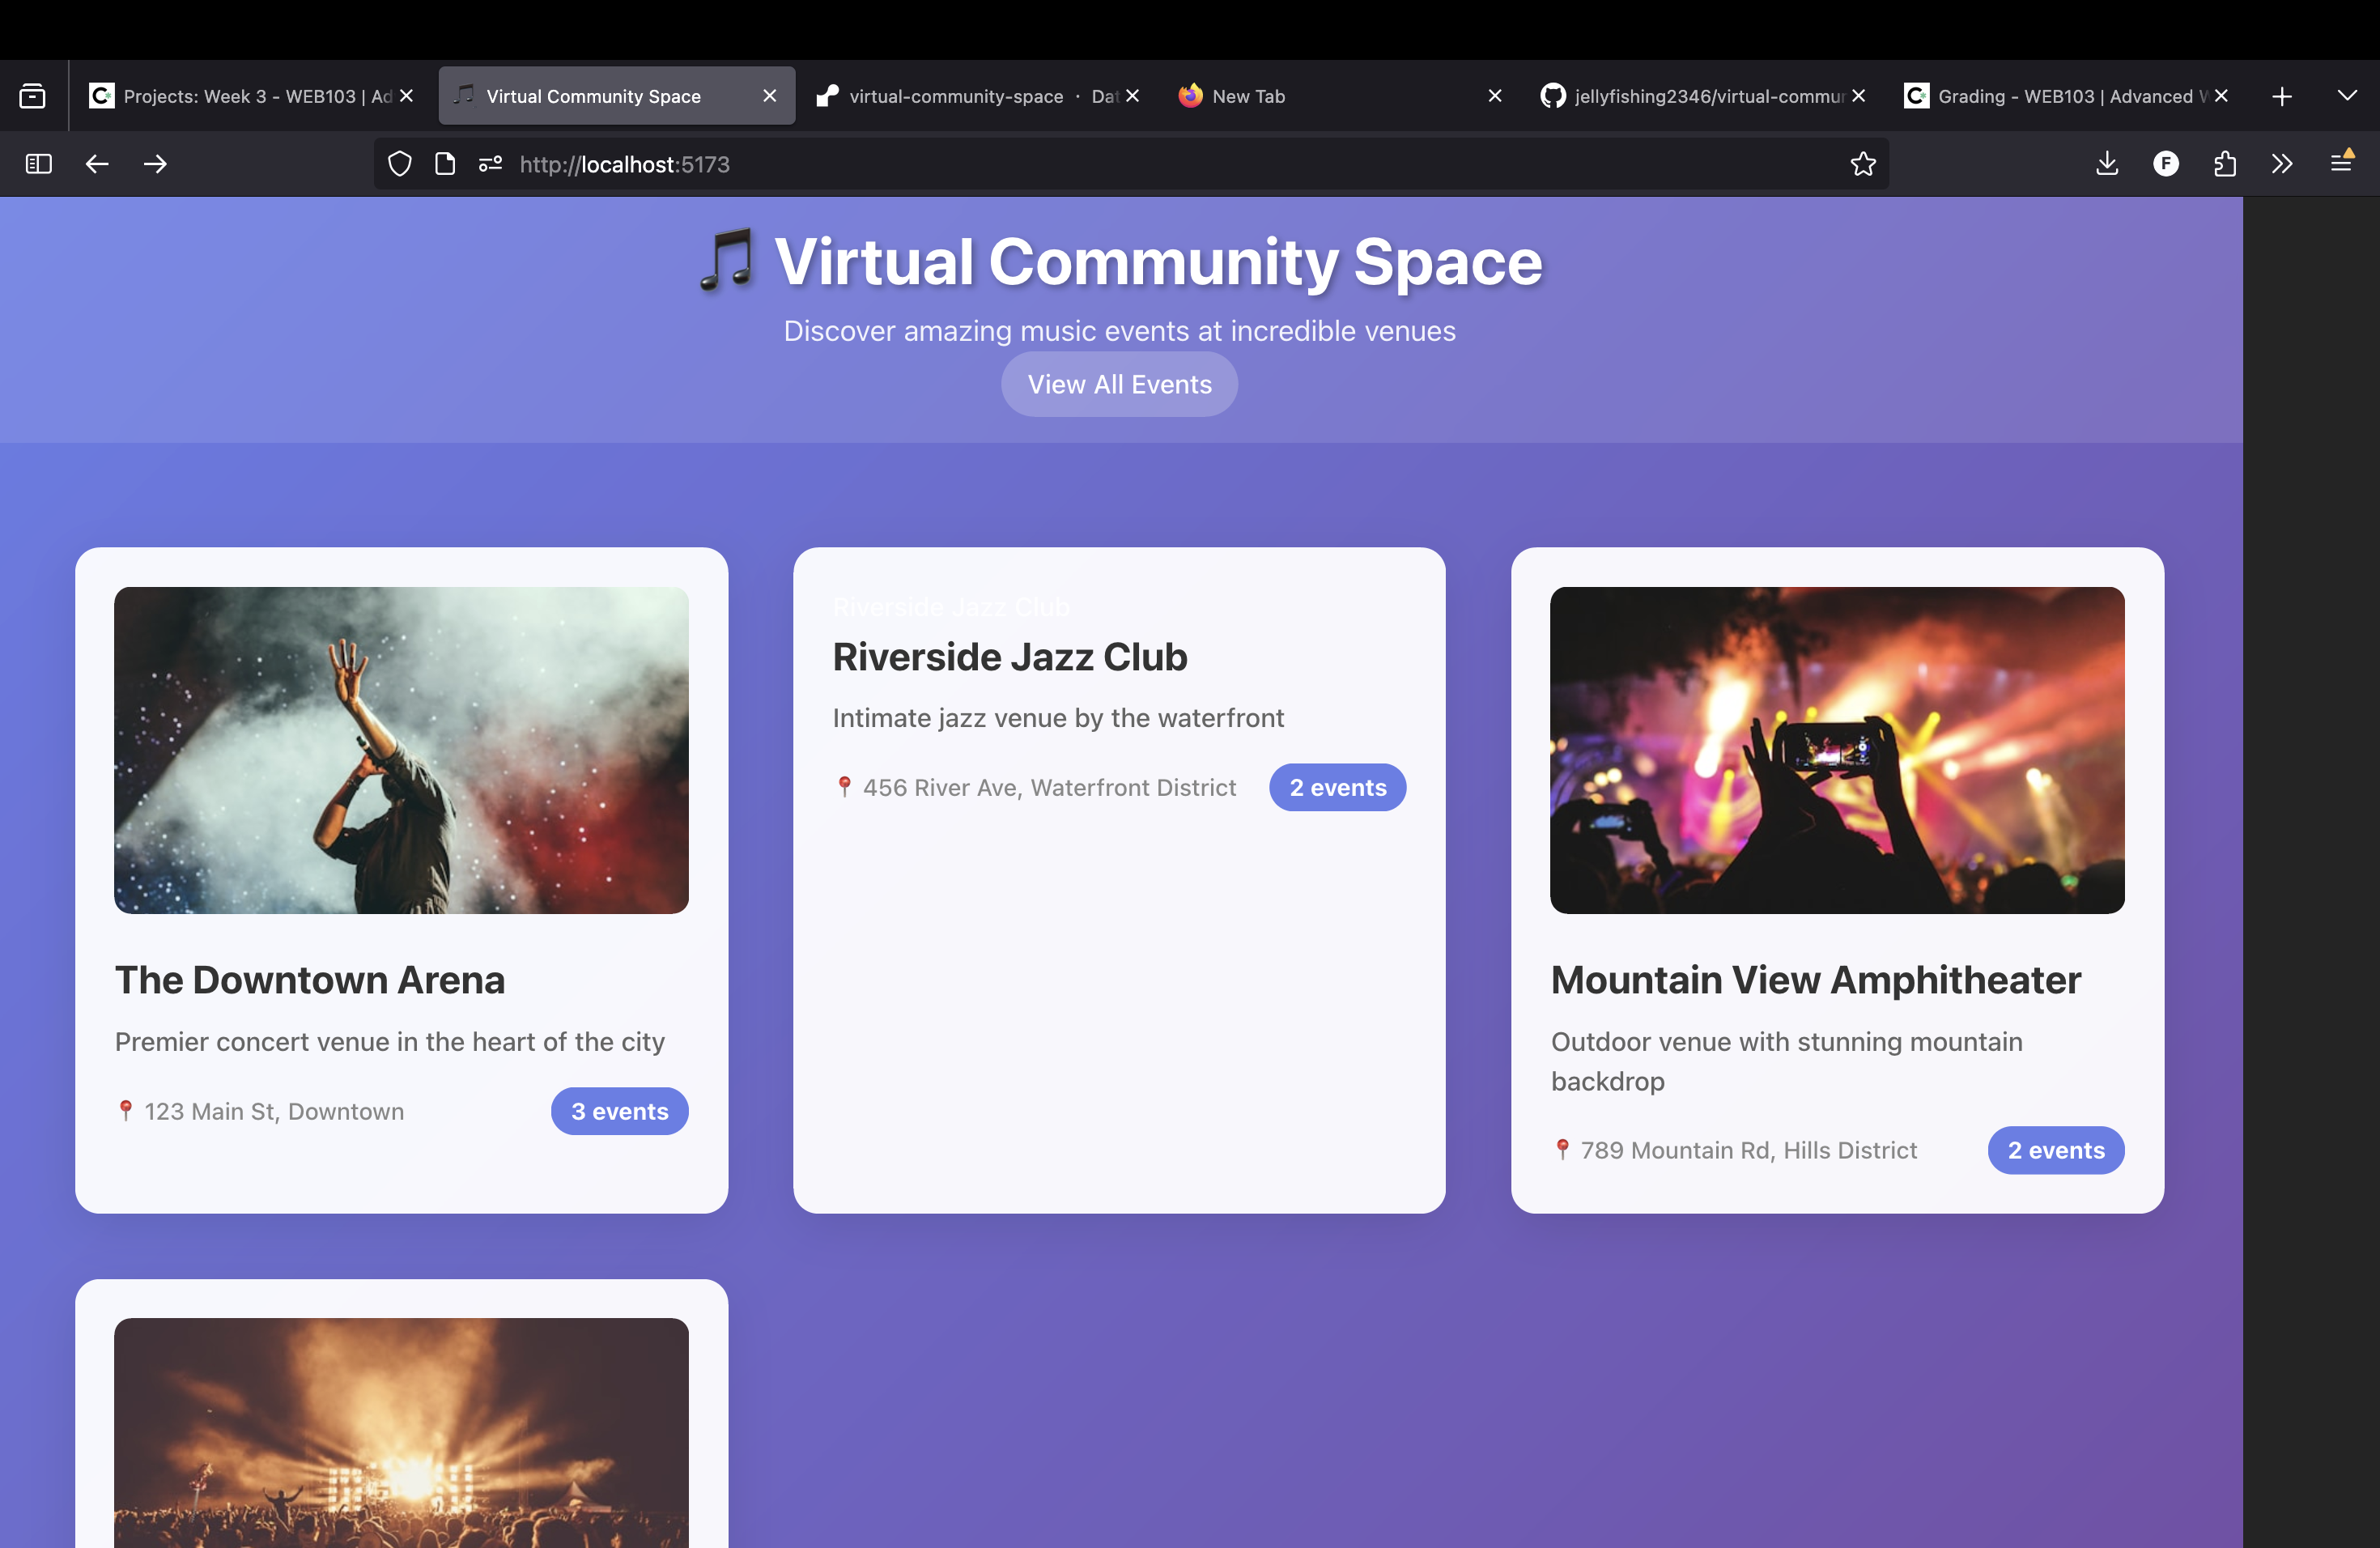 Projects: Week 3 - WEB103 | Ad
Virtual Community Space
virtual-community-space · Dat
New Tab
jellyfishing2346/virtual-commun
Grading - WEB103 | Advanced W
http://localhost:5173
F
🎵 Virtual Community Space
Discover amazing music events at incredible venues
View All Events
The Downtown Arena
Premier concert venue in the heart of the city
📍 123 Main St, Downtown
3 events
Riverside Jazz Club
Riverside Jazz Club
Intimate jazz venue by the waterfront
📍 456 River Ave, Waterfront District
2 events
Mountain View Amphitheater
Outdoor venue with stunning mountain
backdrop
📍 789 Mountain Rd, Hills District
2 events